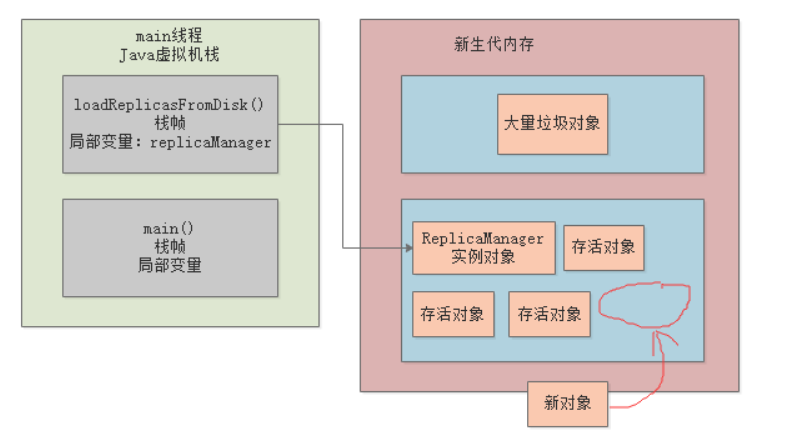 main线程
Java虚拟机栈
loadReplicasFromDisk()
栈帧
局部变量：replicaManager
main()
栈帧
局部变量
新生代内存
大量垃圾对象
ReplicaManager
实例对象
存活对象
存活对象
存活对象
新对象